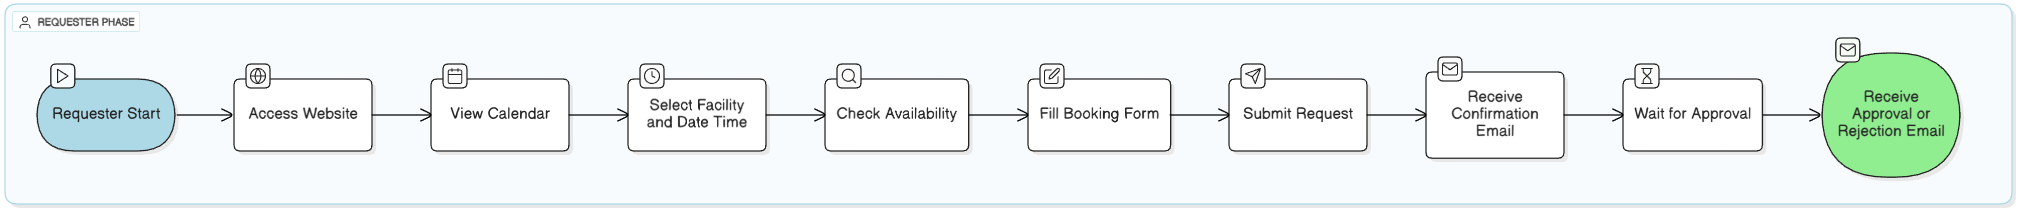 REQUESTER PHASE
Requester Start
Access Website
View Calendar
Select Facility
and Date Time
Check Availability
Fill Booking Form
Submit Request
Receive
Confirmation
Email
Wait for Approval
Receive
Approval or
Rejection Email